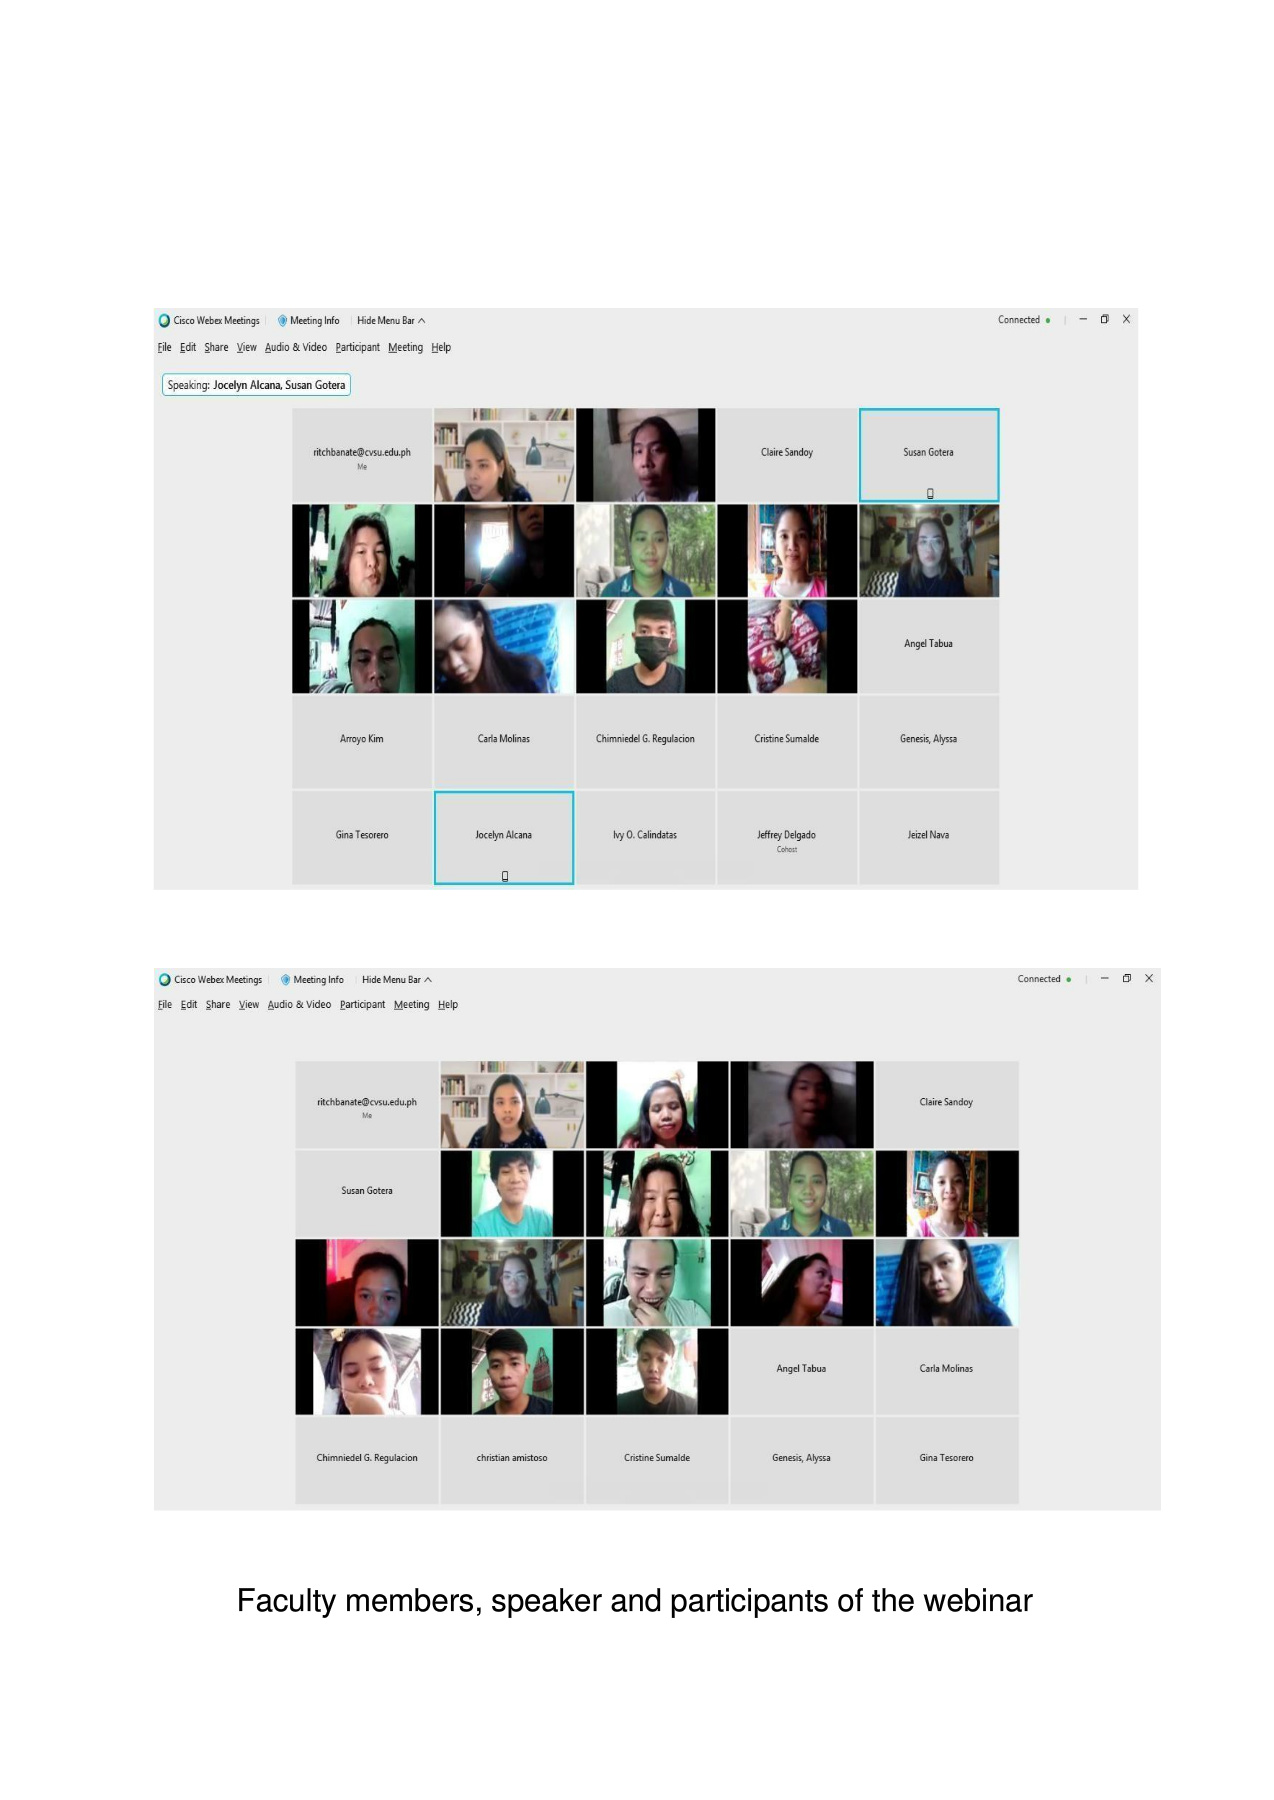 Cisco Webex Meetings Meeting Info Hide Menu Bar Connected
File Edit Share View Audio & Video Participant Meeting Help
Speaking: Jocelyn Alcana, Susan Gotera
ritchbanate@cvsu.edu.ph Claire Sandoy Susan Gotera
Me
Angel Tabua
Arroyo Kim Carla Molinas Chimniedel G. Regulacion Cristine Sumalde Genesis, Alyssa
Gina Tesorero Jocelyn Alcana Ivy O. Calindatas Jeffrey Delgado Jeizel Nava
Cohost
Cisco Webex Meetings Meeting Info Hide Menu Bar Connected
File Edit Share View Audio & Video Participant Meeting Help
ritchbanate@cvsu.edu.ph Claire Sandoy
Me
Susan Gotera
Angel Tabua Carla Molinas
Chimniedel G. Regulacion christian amistoso Cristine Sumalde Genesis, Alyssa Gina Tesorero
Faculty members, speaker and participants of the webinar